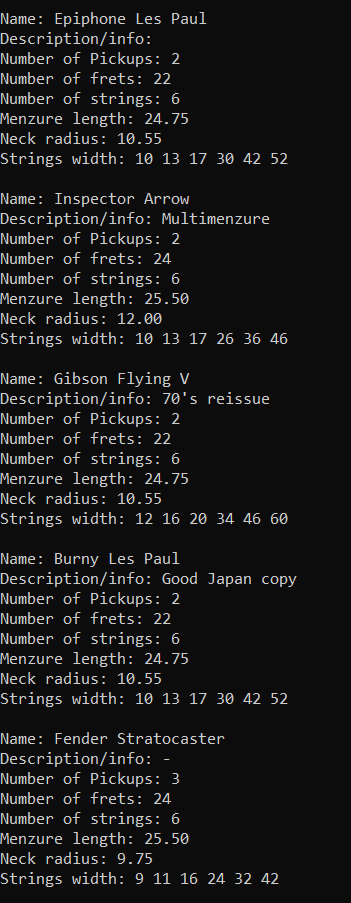 Name: Epiphone Les Paul
Description/info:
Number of Pickups: 2
Number of frets: 22
Number of strings: 6
Menzure length: 24.75
Neck radius: 10.55
Strings width: 10 13 17 30 42 52
Name: Inspector Arrow
Description/info: Multimenzure
Number of Pickups: 2
Number of frets: 24
Number of strings: 6
Menzure length: 25.50
Neck radius: 12.00
Strings width: 10 13 17 26 36 46
Name: Gibson Flying V
Description/info: 70's reissue
Number of Pickups: 2
Number of frets: 22
Number of strings: 6
Menzure length: 24.75
Neck radius: 10.55
Strings width: 12 16 20 34 46 60
Name: Burny Les Paul
Description/info: Good Japan copy
Number of Pickups: 2
Number of frets: 22
Number of strings: 6
Menzure length: 24.75
Neck radius: 10.55
Strings width: 10 13 17 30 42 52
Name: Fender Stratocaster
Description/info: -
Number of Pickups: 3
Number of frets: 24
Number of strings: 6
Menzure length: 25.50
Neck radius: 9.75
Strings width: 9 11 16 24 32 42